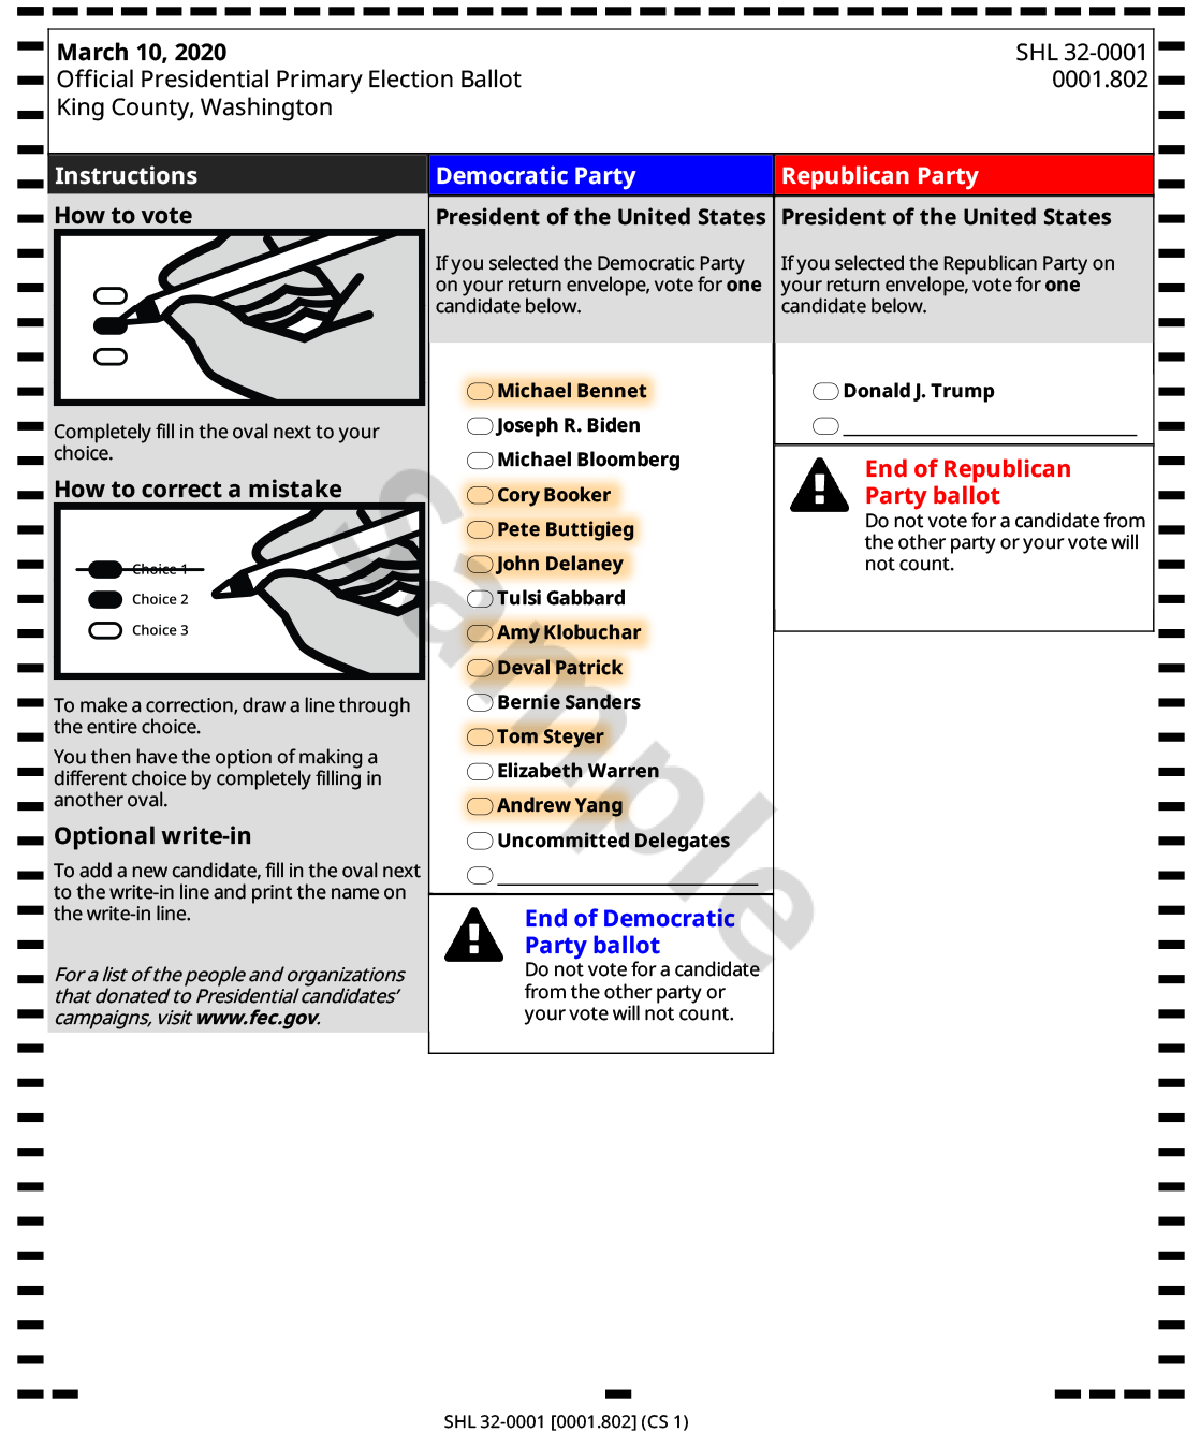 March 10, 2020
Official Presidential Primary Election Ballot
King County, Washington
SHL 32-0001
0001.802
Instructions
How to vote
Completely fill in the oval next to your
choice.
How to correct a mistake
Choice 1
Choice 2
Choice 3
To make a correction, draw a line through
the entire choice.
You then have the option of making a
different choice by completely filling in
another oval.
Optional write-in
To add a new candidate, fill in the oval next
to the write-in line and print the name on
the write-in line.
For a list of the people and organizations
that donated to Presidential candidates’
campaigns, visit www.fec.gov.
Democratic Party
President of the United States
If you selected the Democratic Party
on your return envelope, vote for one
candidate below.
Michael Bennet
Joseph R. Biden
Michael Bloomberg
Cory Booker
Pete Buttigieg
John Delaney
Tulsi Gabbard
Amy Klobuchar
Deval Patrick
Bernie Sanders
Tom Steyer
Elizabeth Warren
Andrew Yang
Uncommitted Delegates
End of Democratic
Party ballot
Do not vote for a candidate
from the other party or
your vote will not count.
Republican Party
President of the United States
If you selected the Republican Party on
your return envelope, vote for one
candidate below.
Donald J. Trump
End of Republican
Party ballot
Do not vote for a candidate from
the other party or your vote will
not count.
Sample
SHL 32-0001 [0001.802] (CS 1)